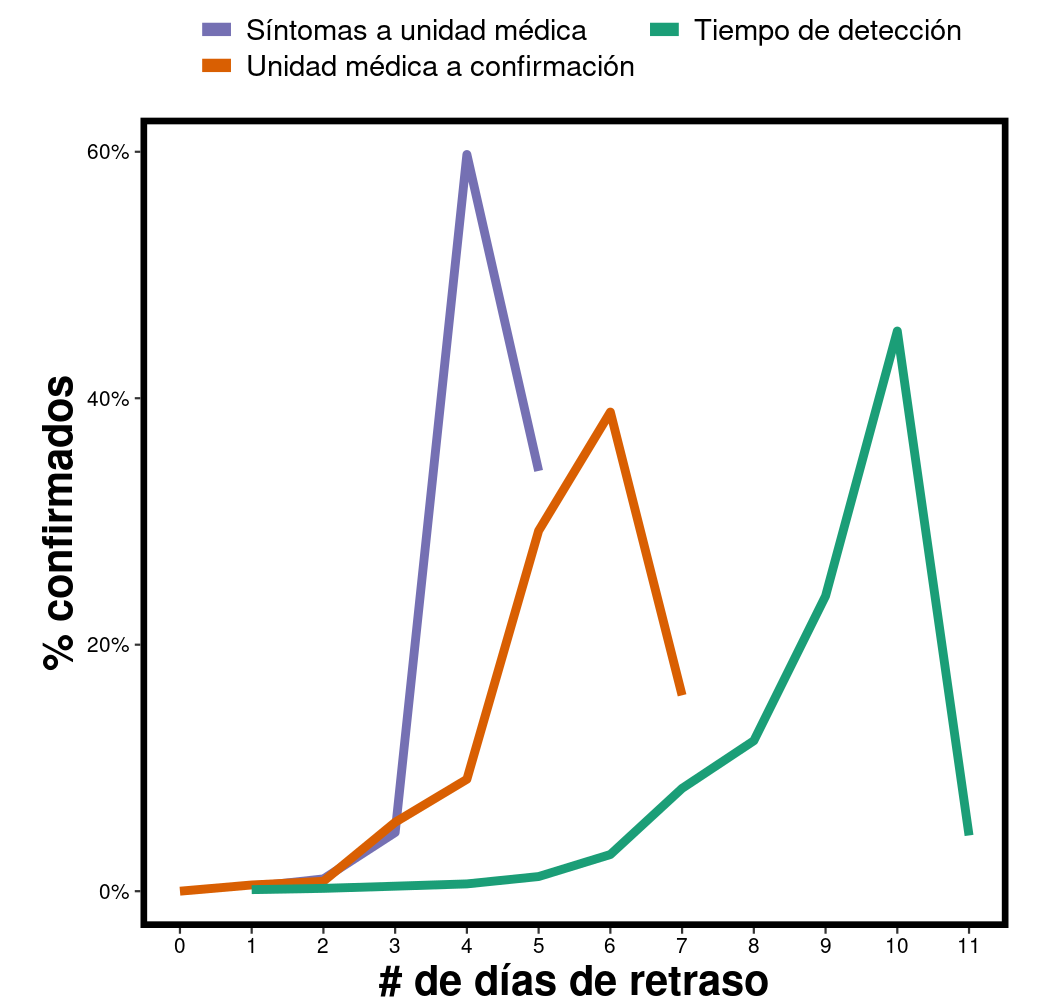 Síntomas a unidad médica
Tiempo de detección
Unidad médica a confirmación
60%
40%
20%
0%
% confirmados
0 1 2 3 4 5 6 7 8 9 10 11
# de días de retraso